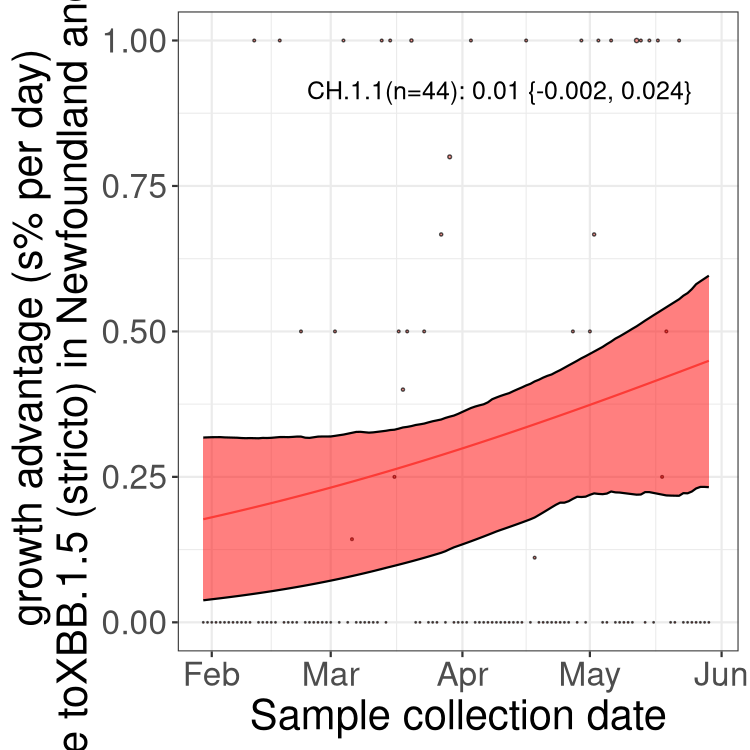 growth advantage (s% per day)
toXBB.1.5 (stricto) in Newfoundland
1.00
0.75
0.50
0.25
0.00
CH.1.1(n=44): 0.01 {-0.002, 0.024}
Feb Mar Apr May Jun
Sample collection date